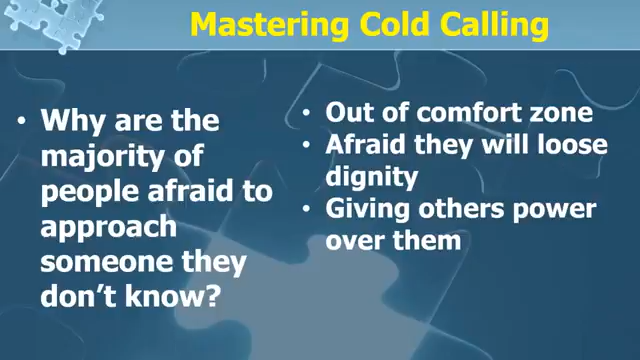 Mastering Cold Calling
• Why are the
majority of
people afraid to
approach
someone they
don't know?
• Out of comfort zone
• Afraid they will loose
dignity
• Giving others power
over them